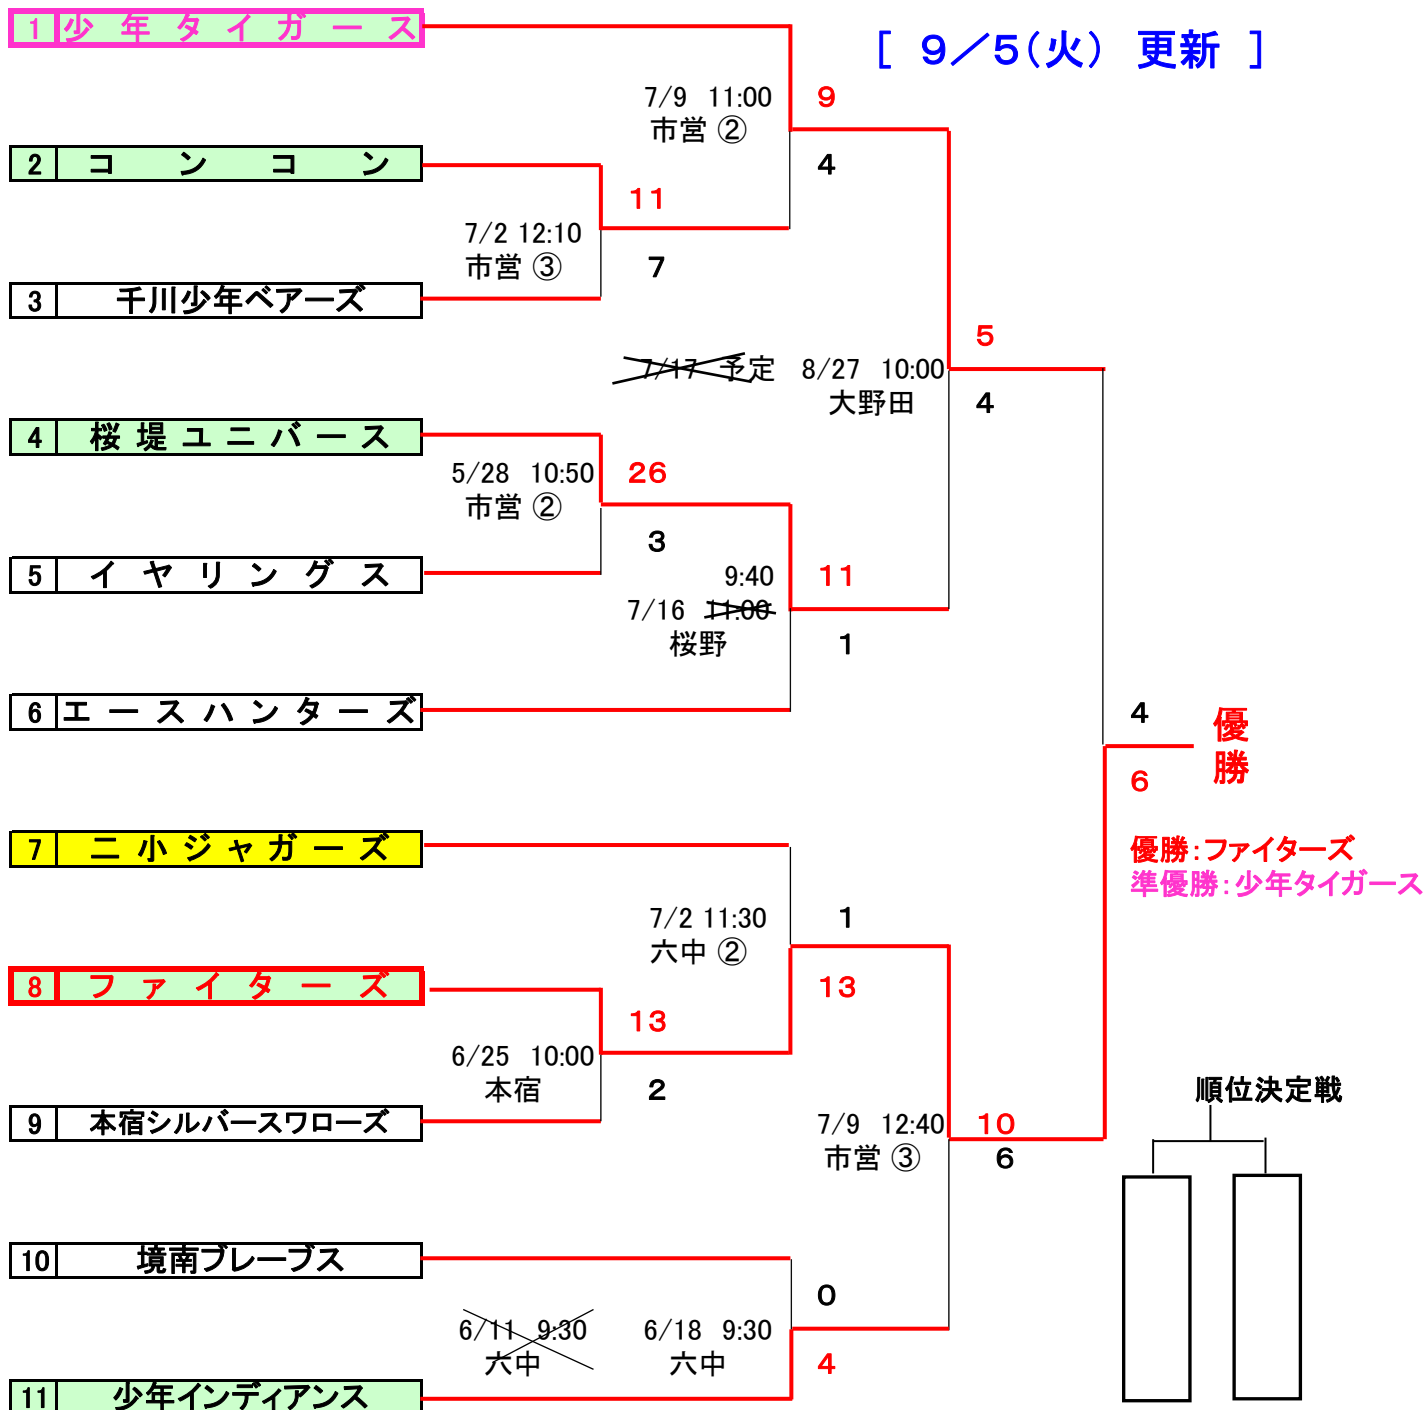 1 少年タイガース
[ 9／5(火) 更新 ]
7/9 11:00
市営 ②
9
4
2 コンコン
11
7/2 12:10
市営 ③
7
3 千川少年ベアーズ
5
7/17 予定 8/27 10:00
大野田
4
4 桜堤ユニバース
5/28 10:50
市営 ②
26
3
5 イヤリングス
9:40
7/16 11:00
桜野
11
1
6 エースハンターズ
4
優勝
6
7 二小ジャガーズ
優勝：ファイターズ
準優勝：少年タイガース
7/2 11:30
六中 ②
1
13
8 ファイターズ
13
6/25 10:00
本宿
2
9 本宿シルバースワローズ
7/9 12:40
市営 ③
10
6
順位決定戦
10 境南ブレーブス
0
6/11 9:30
六中
6/18 9:30
六中
4
11 少年インディアンス